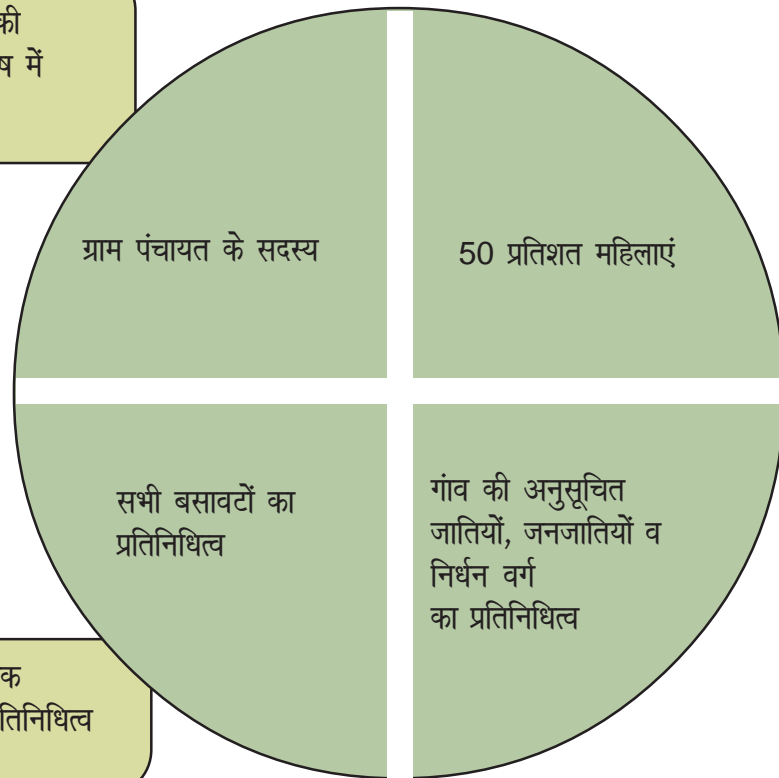 की
में
ग्राम पंचायत के सदस्य
50 प्रतिशत महिलाएं
सभी बसावटों का
प्रतिनिधित्व
गांव की अनुसूचित
जातियों, जनजातियों व
निर्धन वर्ग
का प्रतिनिधित्व